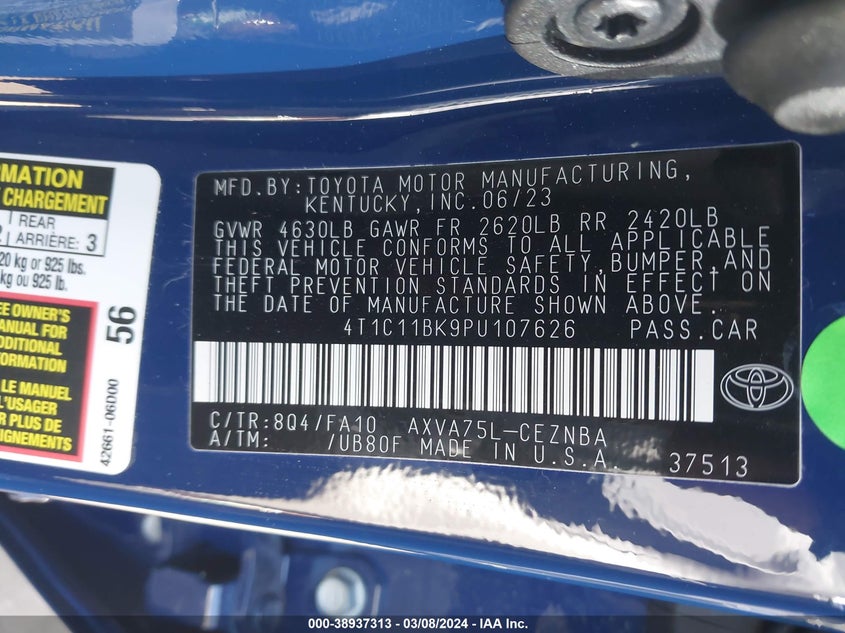 RMATION
CHARGEMENT
REAR
ARRIÈRE: 3
20 kg or 925 lbs.
kg ou 925 lb.
EE OWNER'S
MANUAL FOR
ADDITIONAL
INFORMATION
LE MANUEL
L'USAGER
R PLUS DE
56
42661-06D00
MFD.BY:TOYOTA MOTOR MANUFACTURING,
KENTUCKY,INC.06/23
GVWR 4630LB GAWR FR 2620LB RR 2420LB
THIS VEHICLE CONFORMS TO ALL APPLICABLE
FEDERAL MOTOR VEHICLE SAFETY,BUMPER,AND
THEFT PREVENTION STANDARDS IN EFFECT ON
THE DATE OF MANUFACTURE SHOWN ABOVE.
4T1C11BK9PU107626 PASS.CAR
C/TR:8Q4/FA10 AXVA75L-CEZNBA
A/TM: /UB80F MADE IN U.S.A. 37513
000-38937313 - 03/08/2024 - IAA Inc.